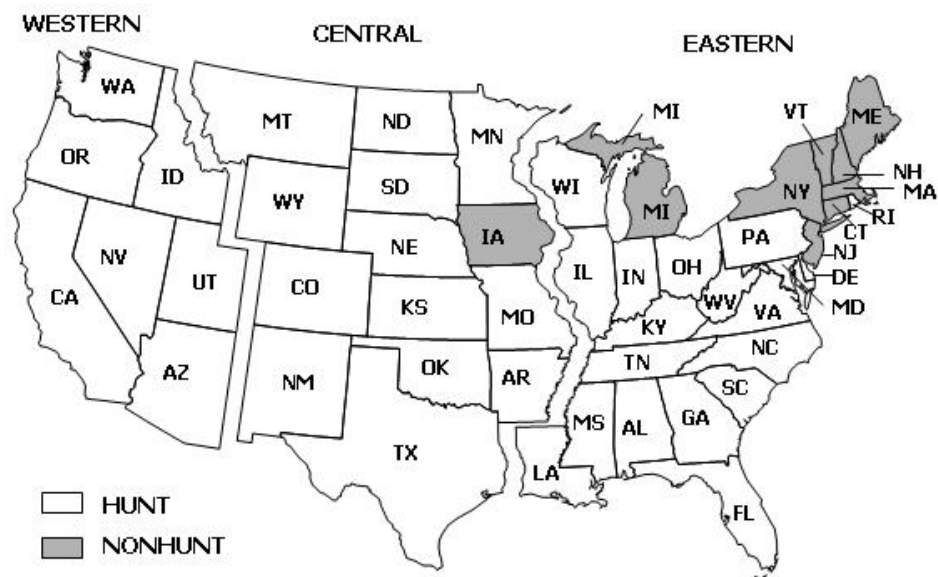 WESTERN
CENTRAL
EASTERN
WA
MT
ND
MN
MI
VT
ME
OR
ID
SD
WI
NH
MA
WY
MI
NY
RI
CT
IA
PA
NJ
NE
NV
UT
CO
IL
IN
OH
DE
CA
KS
MO
WV
VA
MD
KY
AZ
NM
OK
AR
TN
NC
SC
TX
MS
AL
GA
LA
FL
HUNT
NONHUNT